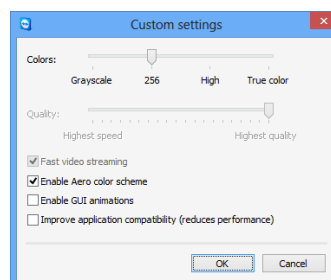 Custom settings
Colors:
Grayscale 256 High True color
Quality:
Highest speed Highest quality
Fast video streaming
Enable Aero color scheme
Enable GUI animations
Improve application compatibility (reduces performance)
OK Cancel